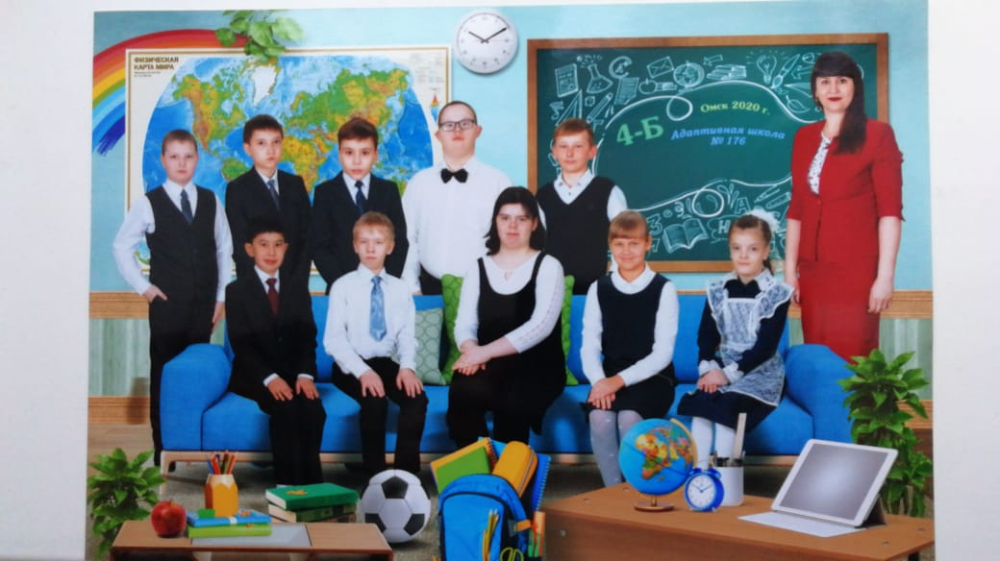 ФИЗИЧЕСКАЯ
КАРТА МИРА
Омск 2020 г.
4-Б
Адаптивная школа
№ 176